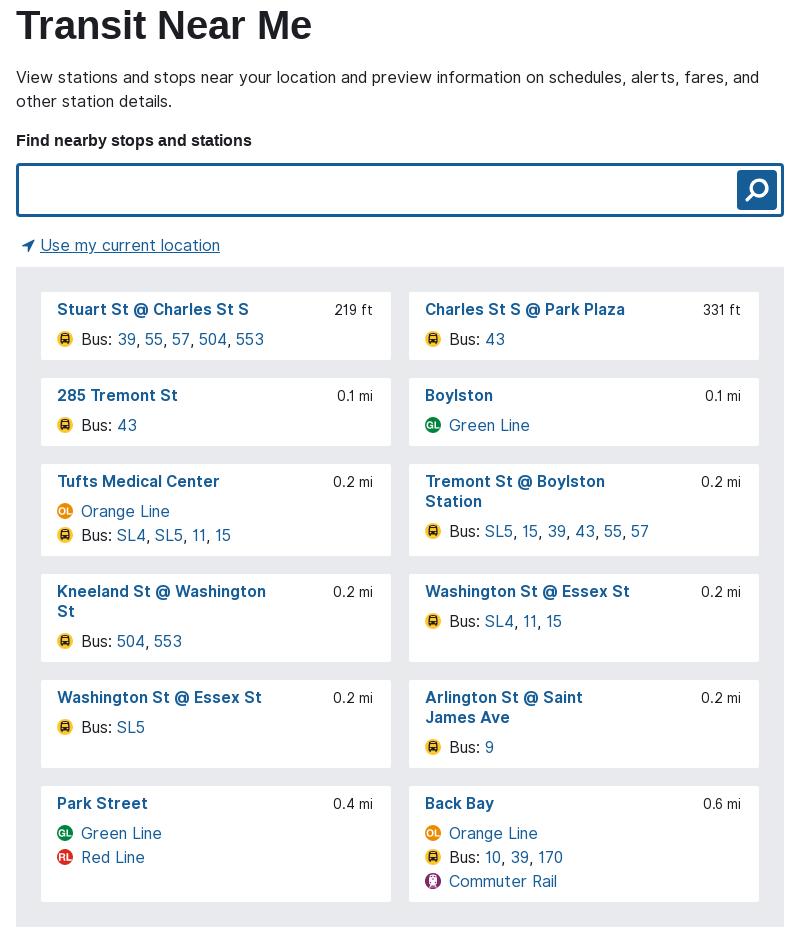 Transit Near Me
View stations and stops near your location and preview information on schedules, alerts, fares, and
other station details.
Find nearby stops and stations
Use my current location
Stuart St @ Charles St S 219 ft
Bus: 39, 55, 57, 504, 553
Charles St S @ Park Plaza 331 ft
Bus: 43
285 Tremont St 0.1 mi
Bus: 43
Boylston 0.1 mi
GL Green Line
Tufts Medical Center 0.2 mi
OL Orange Line
Bus: SL4, SL5, 11, 15
Tremont St @ Boylston 0.2 mi
Station
Bus: SL5, 15, 39, 43, 55, 57
Kneeland St @ Washington 0.2 mi
St
Bus: 504, 553
Washington St @ Essex St 0.2 mi
Bus: SL4, 11, 15
Washington St @ Essex St 0.2 mi
Bus: SL5
Arlington St @ Saint 0.2 mi
James Ave
Bus: 9
Park Street 0.4 mi
GL Green Line
RL Red Line
Back Bay 0.6 mi
OL Orange Line
Bus: 10, 39, 170
Commuter Rail